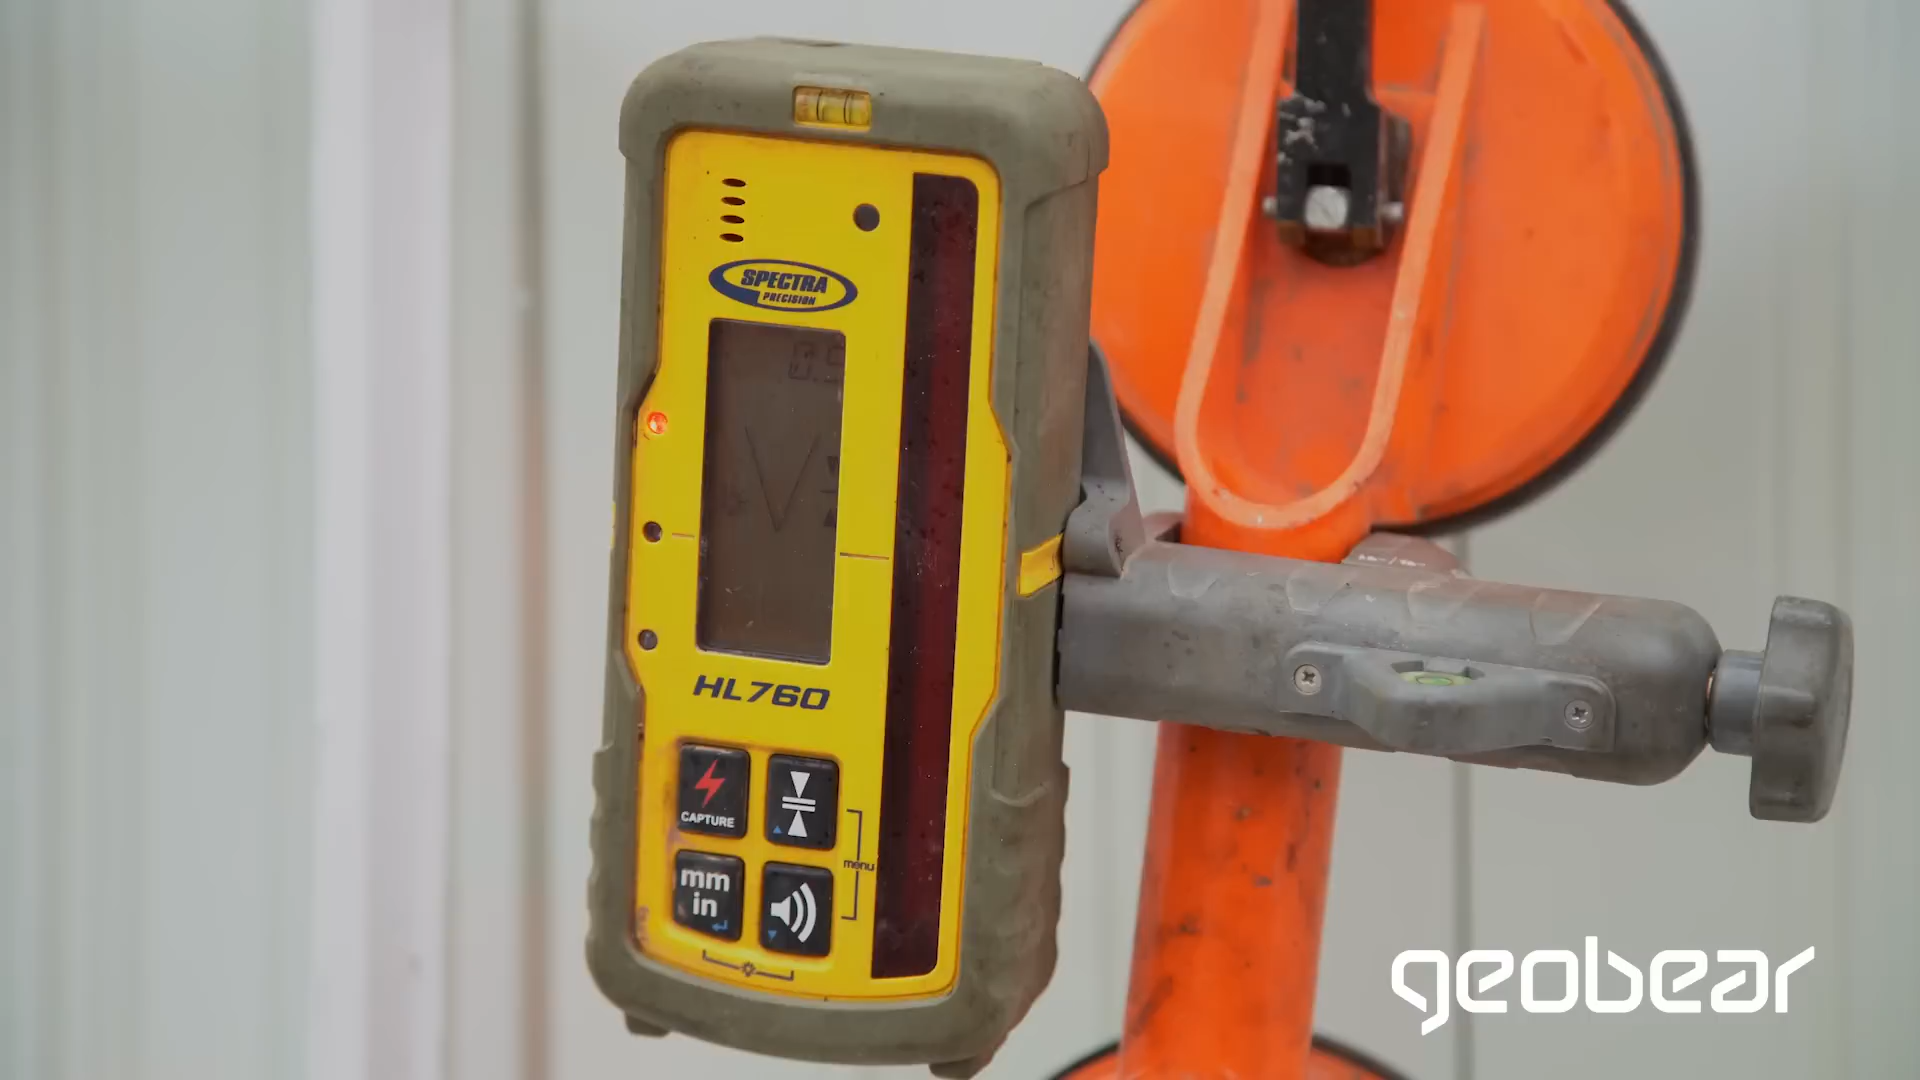 SPECTRA
PRECISION
HL760
CAPTURE
menu
mm
in
geobear